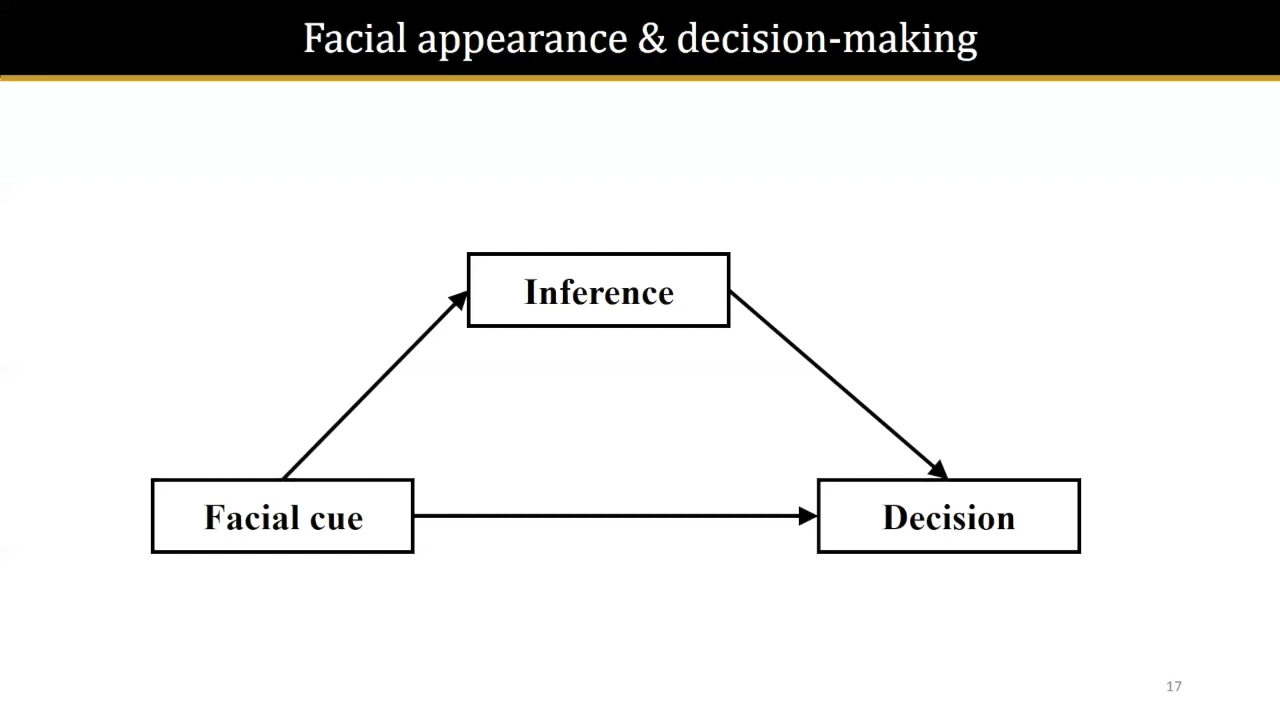 Facial appearance & decision-making
Inference
Facial cue
Decision
17